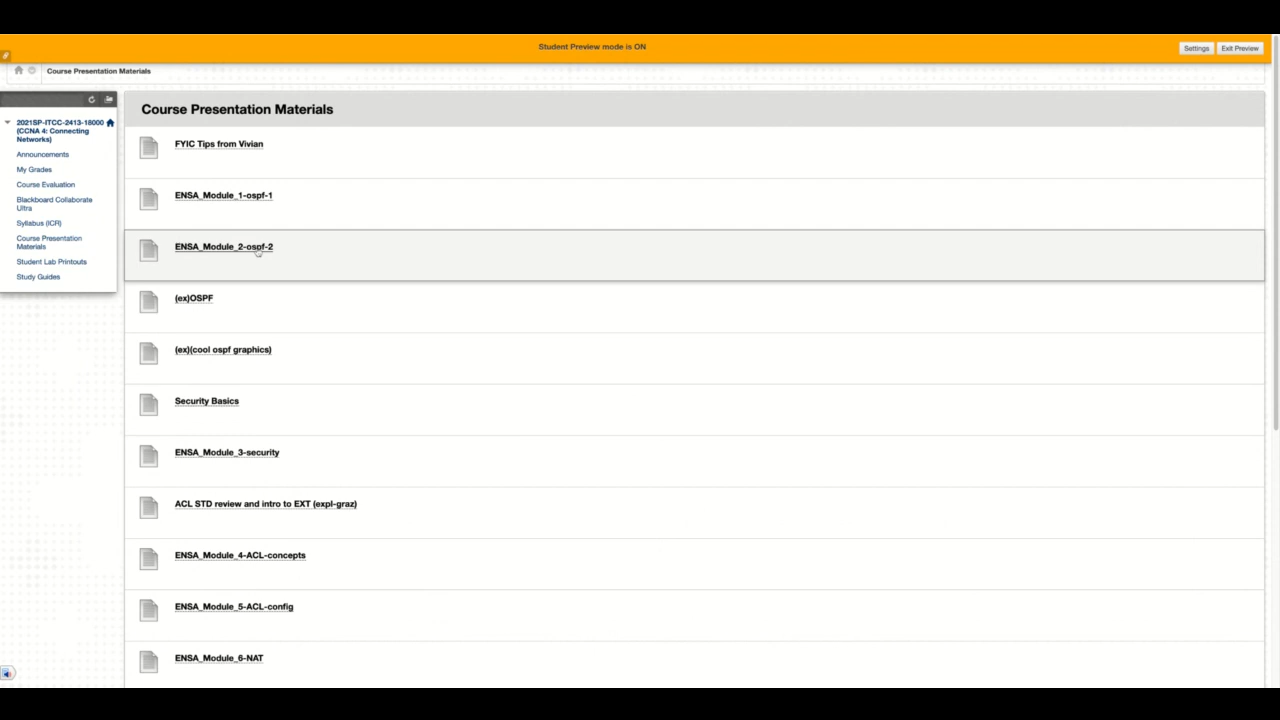 Student Preview mode is ON
Settings
Exit Preview
Course Presentation Materials
2021SP-ITCC-2413-18000
(CCNA 4: Connecting
Networks)
Announcements
My Grades
Course Evaluation
Blackboard Collaborate
Ultra
Syllabus (ICR)
Course Presentation
Materials
Student Lab Printouts
Study Guides
Course Presentation Materials
FYIC Tips from Vivian
ENSA_Module_1-ospf-1
ENSA_Module_2-ospf-2
(ex)OSPF
(ex)(cool ospf graphics)
Security Basics
ENSA_Module_3-security
ACL STD review and intro to EXT (expl-graz)
ENSA_Module_4-ACL-concepts
ENSA_Module_5-ACL-config
ENSA_Module_6-NAT